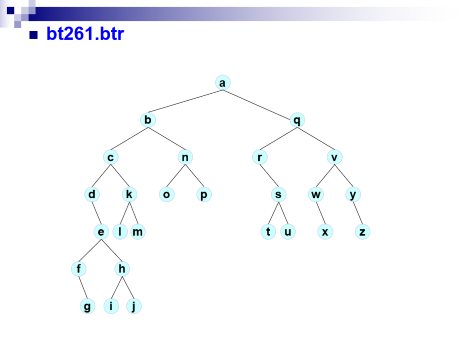 bt261.btr
a
b q
c n r v
d k o p s w y
e l m t u x z
f h
g i j